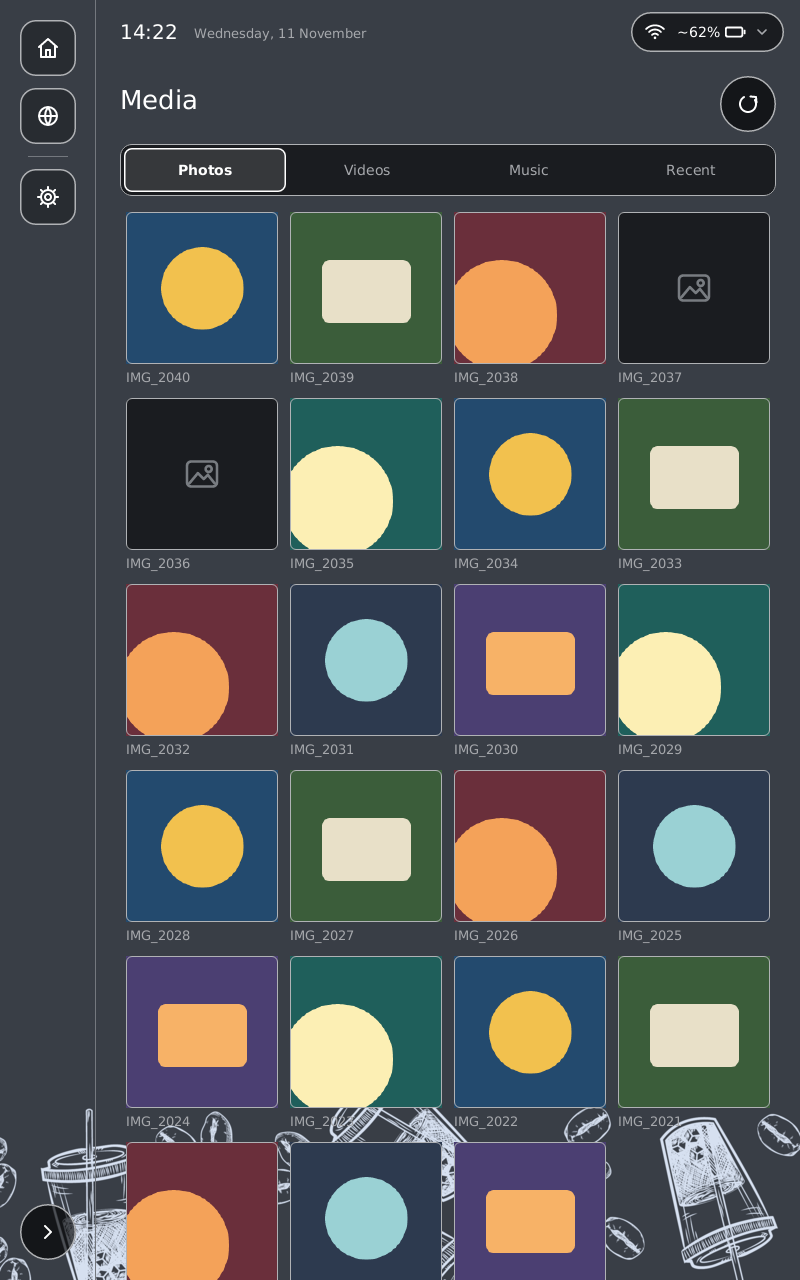 14:22 Wednesday, 11 November ~62%
Media
Photos Videos Music Recent
IMG_2040 IMG_2039 IMG_2038 IMG_2037
IMG_2036 IMG_2035 IMG_2034 IMG_2033
IMG_2032 IMG_2031 IMG_2030 IMG_2029
IMG_2028 IMG_2027 IMG_2026 IMG_2025
IMG_2024 IMG_2023 IMG_2022 IMG_2021